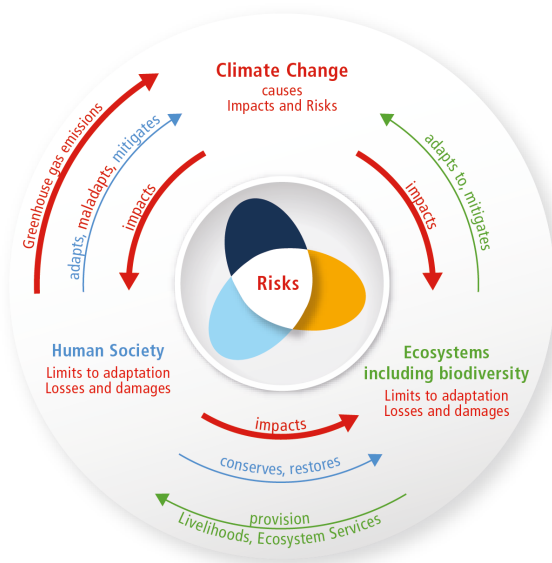 Climate Change
causes
Impacts and Risks
Greenhouse gas emissions
adapts, maladapts, mitigates
impacts
impacts
adapts to, mitigates
Risks
Human Society
Limits to adaptation
Losses and damages
Ecosystems
including biodiversity
Limits to adaptation
Losses and damages
impacts
conserves, restores
provision
Livelihoods, Ecosystem Services